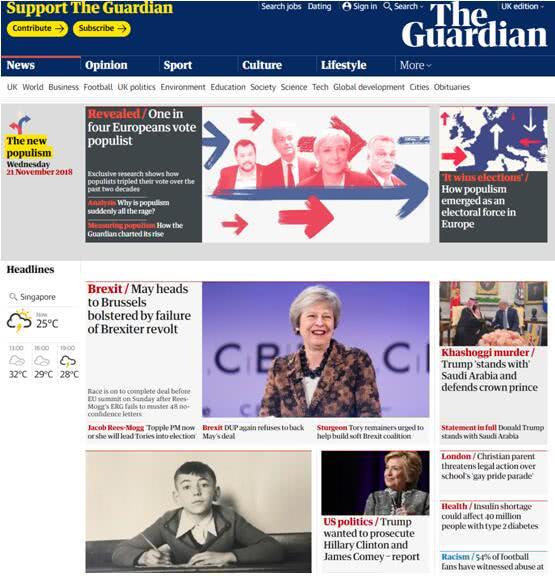 Support The Guardian
Contribute
Subscribe
Search jobs Dating Sign in Search UK edition
The
Guardian
News Opinion Sport Culture Lifestyle More
UK World Business Football UK politics Environment Education Society Science Tech Global development Cities Obituaries
The new
populism
Wednesday
21 November 2018
Revealed / One in
four Europeans vote
populist
Exclusive research shows how
populists tripled their vote over the
past two decades
Analysis Why is populism
suddenly all the rage?
Measuring populism How the
Guardian charted its rise
'It wins elections' /
How populism
emerged as an
electoral force in
Europe
Headlines
Singapore
Now
25°C
13:00 16:00 19:00
32°C 29°C 28°C
Brexit / May heads
to Brussels
bolstered by failure
of Brexiter revolt
Race is on to complete deal before
EU summit on Sunday after Rees-
Mogg's ERG fails to muster 48 no-
confidence letters
CBI
C
Jacob Rees-Mogg 'Topple PM now
or she will lead Tories into election'
Brexit DUP again refuses to back
May's deal
Sturgeon Tory remainers urged to
help build soft Brexit coalition
Khashoggi murder /
Trump 'stands with'
Saudi Arabia and
defends crown prince
Statement in full Donald Trump
stands with Saudi Arabia
London / Christian parent
threatens legal action over
school's 'gay pride parade'
Health / Insulin shortage
could affect 40 million
people with type 2 diabetes
Racism / 54% of football
fans have witnessed abuse at
US politics / Trump
wanted to prosecute
Hillary Clinton and
James Comey – report